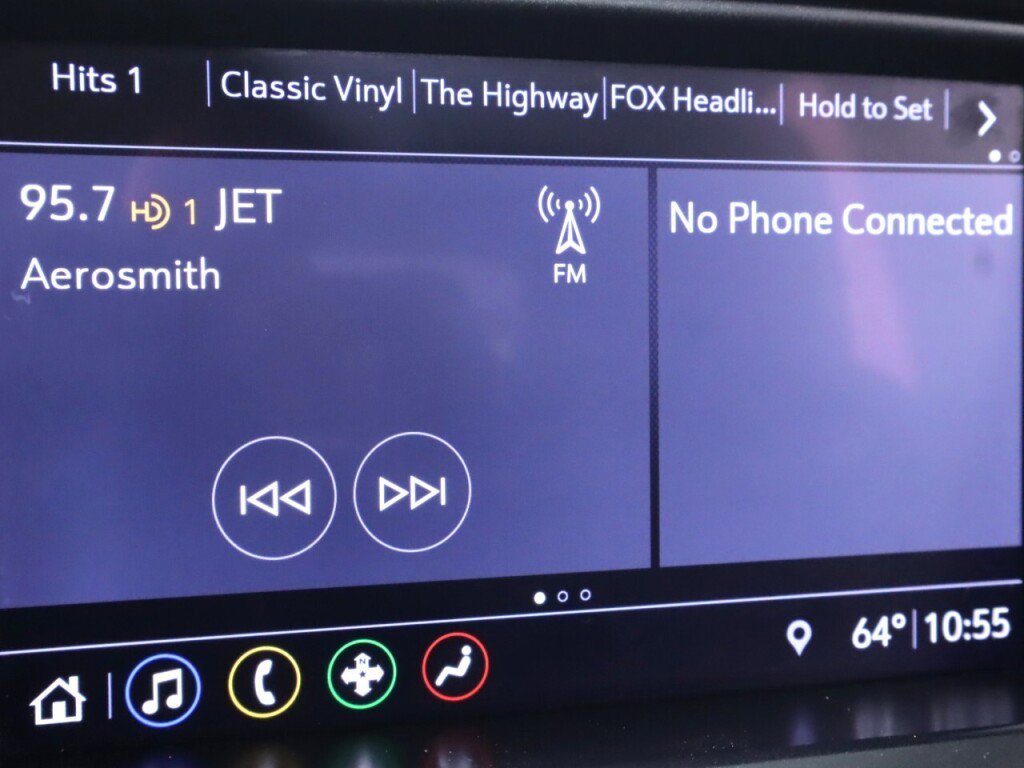 Hits 1 Classic Vinyl The Highway FOX Headli... Hold to Set
95.7 HD 1 JET
Aerosmith
FM
No Phone Connected
N
64° 10:55